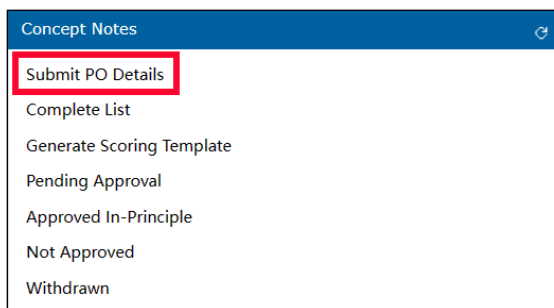 Concept Notes
Submit PO Details
Complete List
Generate Scoring Template
Pending Approval
Approved In-Principle
Not Approved
Withdrawn